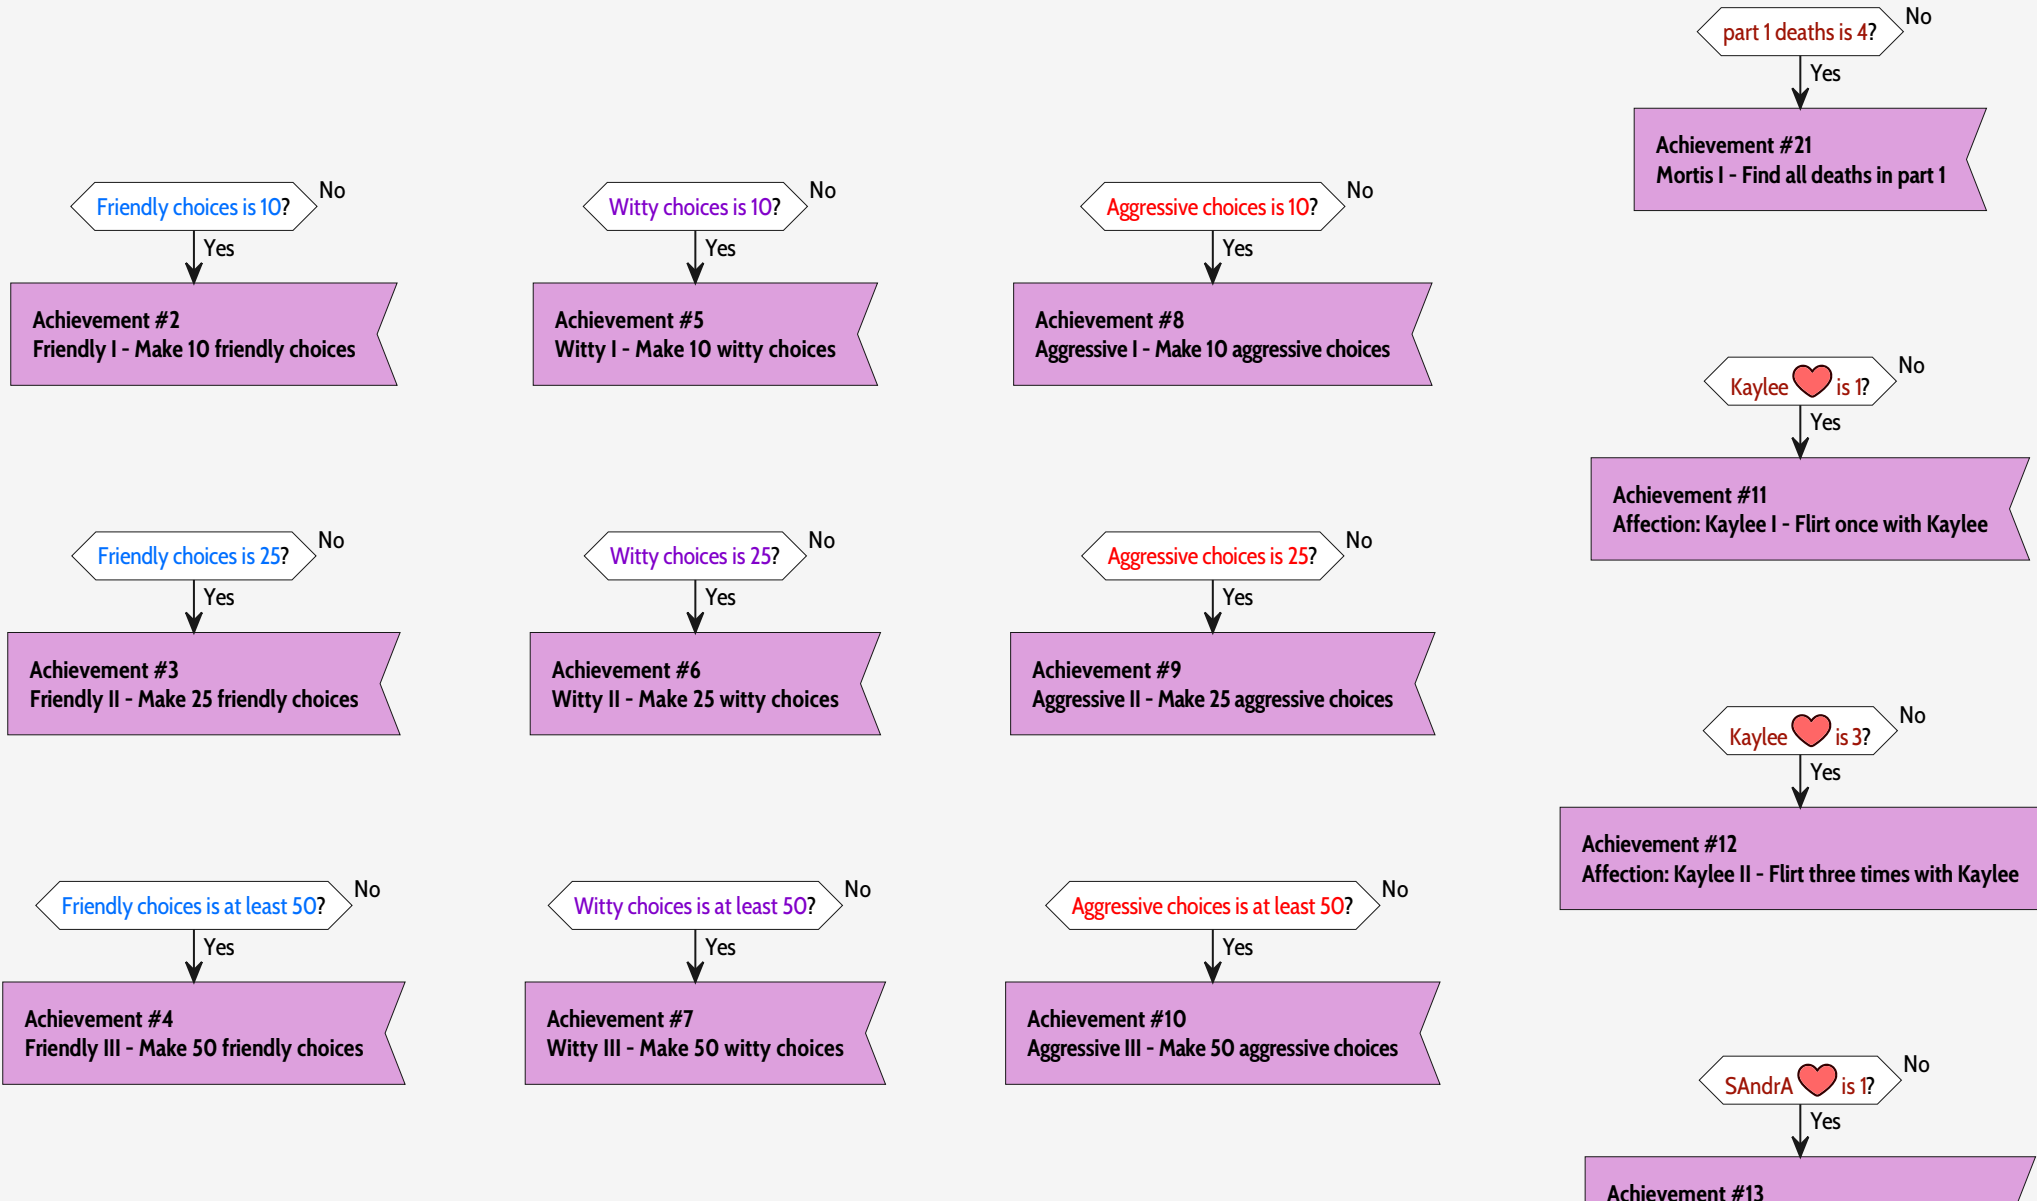 part 1 deaths is 4?
No
Yes
Achievement #21
Mortis I - Find all deaths in part 1
Friendly choices is 10?
No
Yes
Achievement #2
Friendly I - Make 10 friendly choices
Witty choices is 10?
No
Yes
Achievement #5
Witty I - Make 10 witty choices
Aggressive choices is 10?
No
Yes
Achievement #8
Aggressive I - Make 10 aggressive choices
Kaylee is 1?
No
Yes
Achievement #11
Affection: Kaylee I - Flirt once with Kaylee
Friendly choices is 25?
No
Yes
Achievement #3
Friendly II - Make 25 friendly choices
Witty choices is 25?
No
Yes
Achievement #6
Witty II - Make 25 witty choices
Aggressive choices is 25?
No
Yes
Achievement #9
Aggressive II - Make 25 aggressive choices
Kaylee is 3?
No
Yes
Achievement #12
Affection: Kaylee II - Flirt three times with Kaylee
Friendly choices is at least 50?
No
Yes
Achievement #4
Friendly III - Make 50 friendly choices
Witty choices is at least 50?
No
Yes
Achievement #7
Witty III - Make 50 witty choices
Aggressive choices is at least 50?
No
Yes
Achievement #10
Aggressive III - Make 50 aggressive choices
SAndrA is 1?
No
Yes
Achievement #13